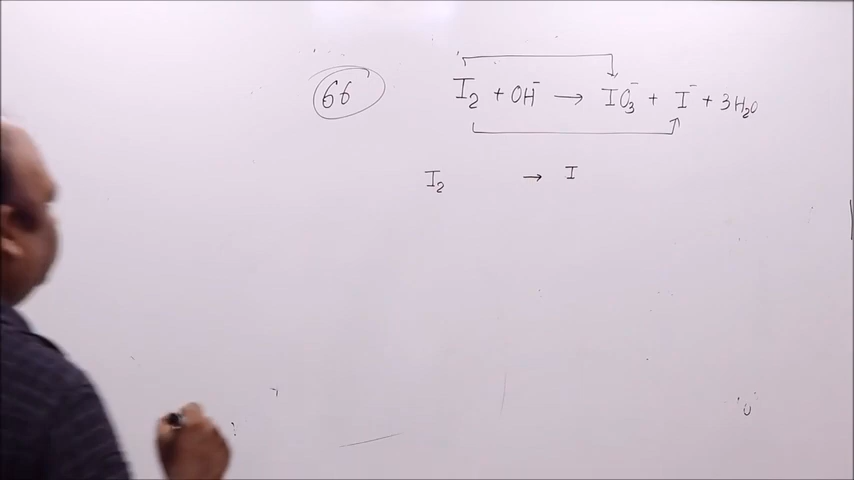 66
I₂ + OH⁻ → IO₃⁻ + I⁻ + 3H₂O
I₂ → I